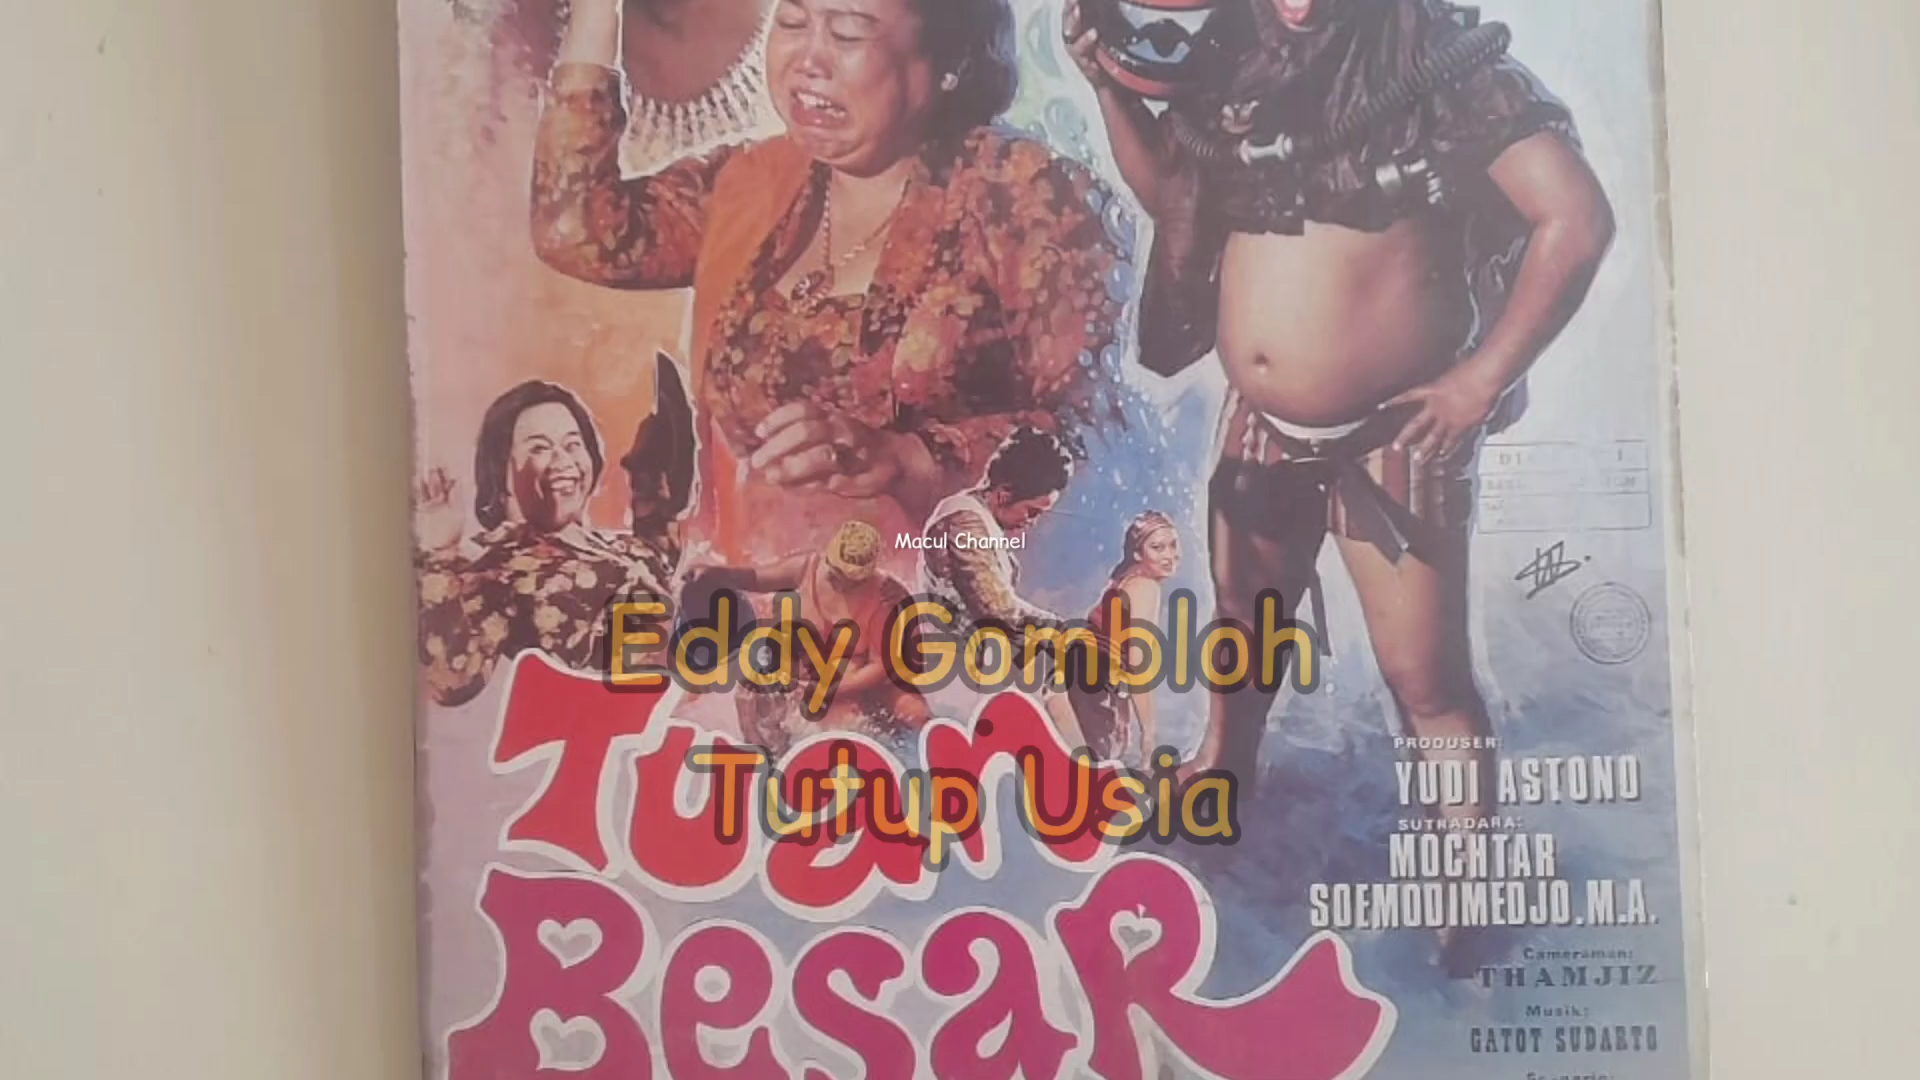 Macul Channel
Eddy Gombloh
Tutup Usia
Tuan
Besar
PRODUSER:
YUDI ASTONO
SUTRADARA:
MOCHTAR
SOEMODIMEDJO.M.A.
Cameraman:
THAMJIZ
Musik:
GATOT SUDARTO